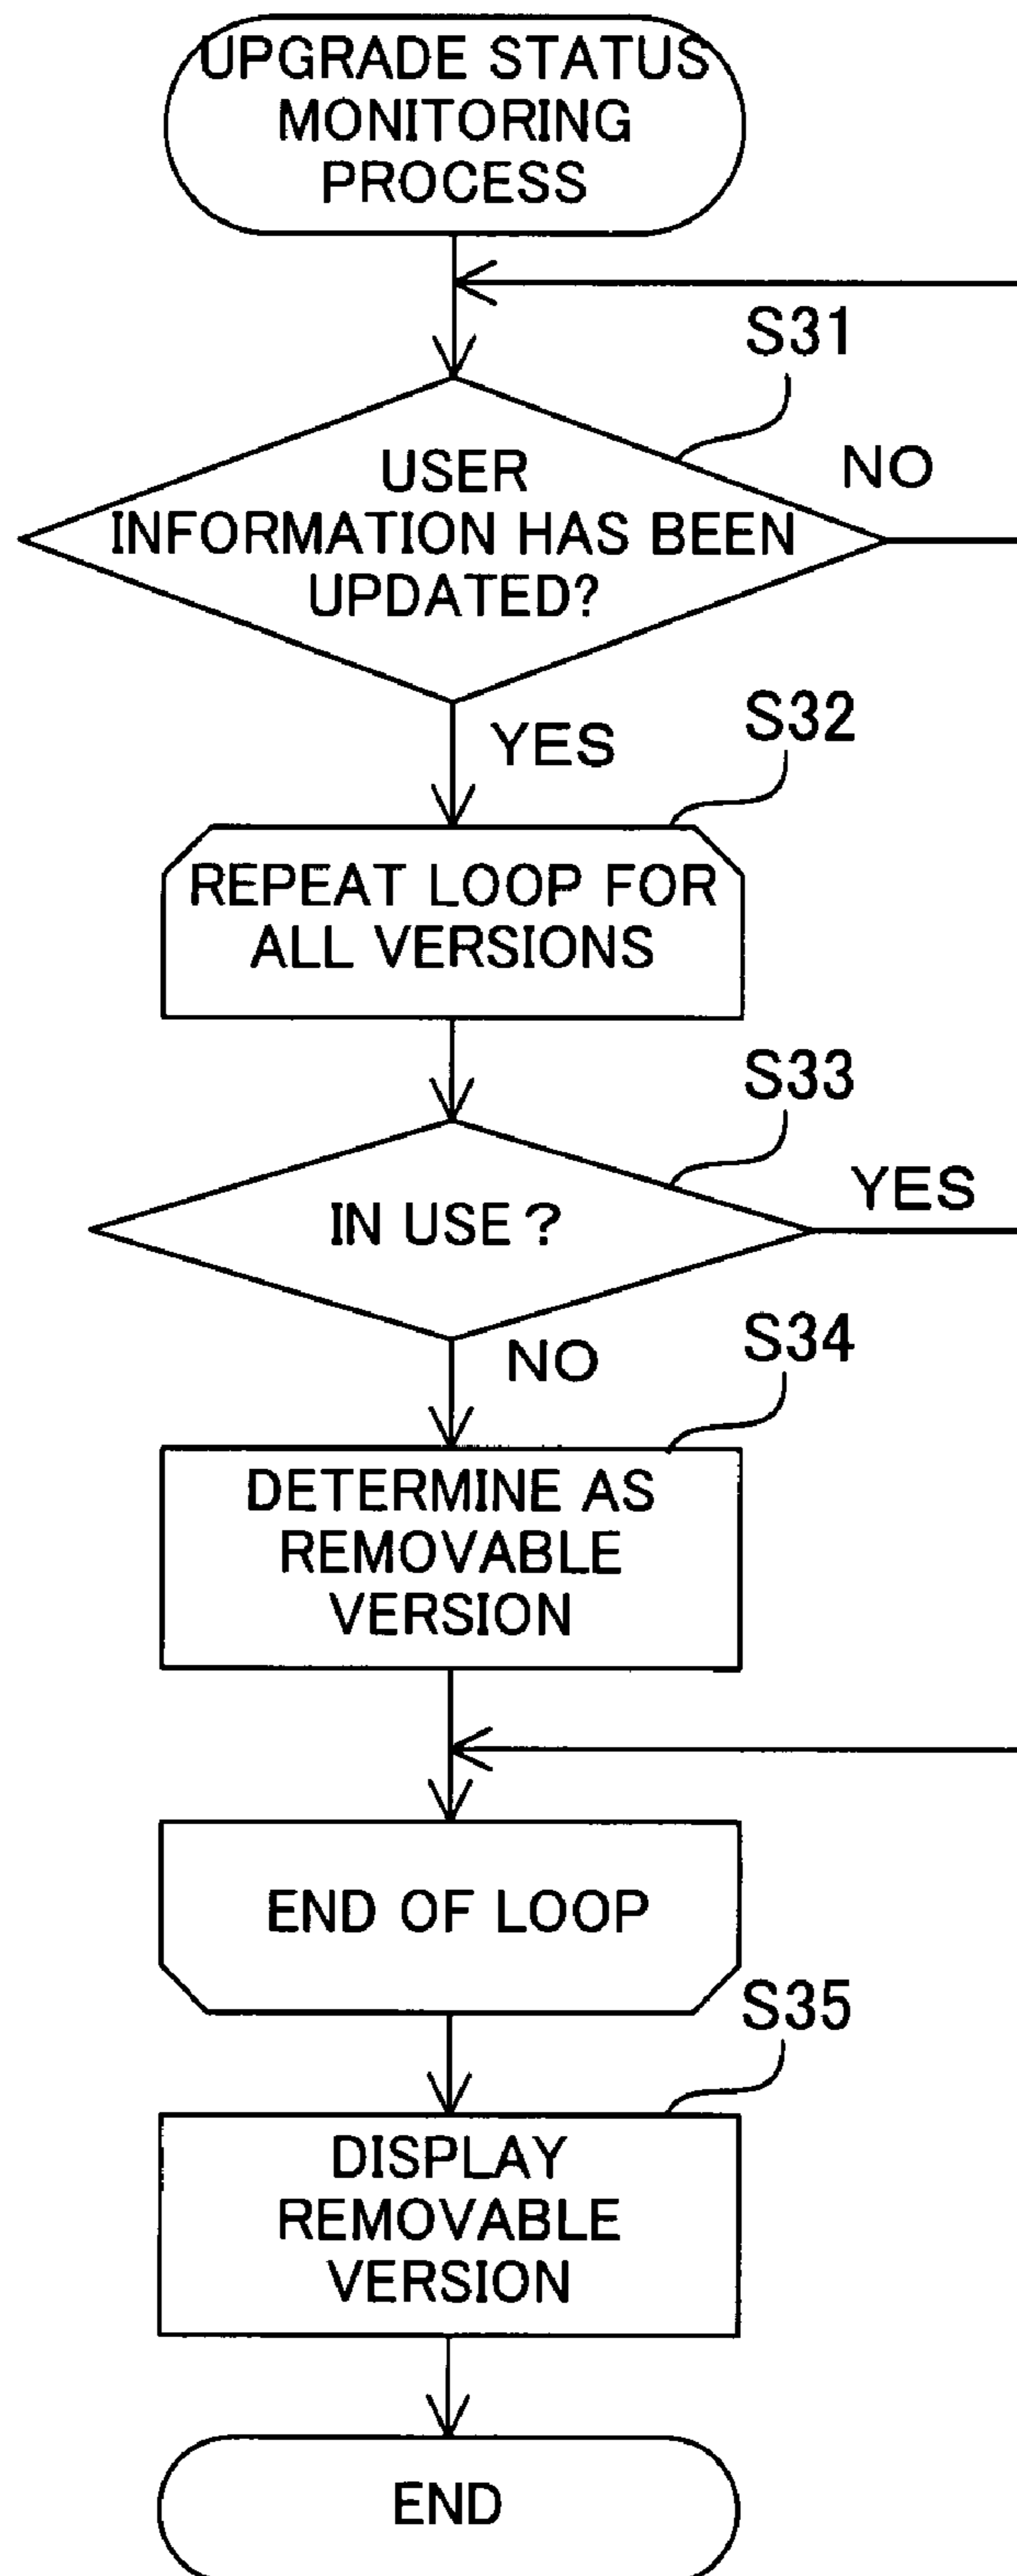 UPGRADE STATUS
MONITORING
PROCESS
S31
USER
INFORMATION HAS BEEN
UPDATED?
NO
YES
S32
REPEAT LOOP FOR
ALL VERSIONS
S33
IN USE?
YES
NO
S34
DETERMINE AS
REMOVABLE
VERSION
END OF LOOP
S35
DISPLAY
REMOVABLE
VERSION
END